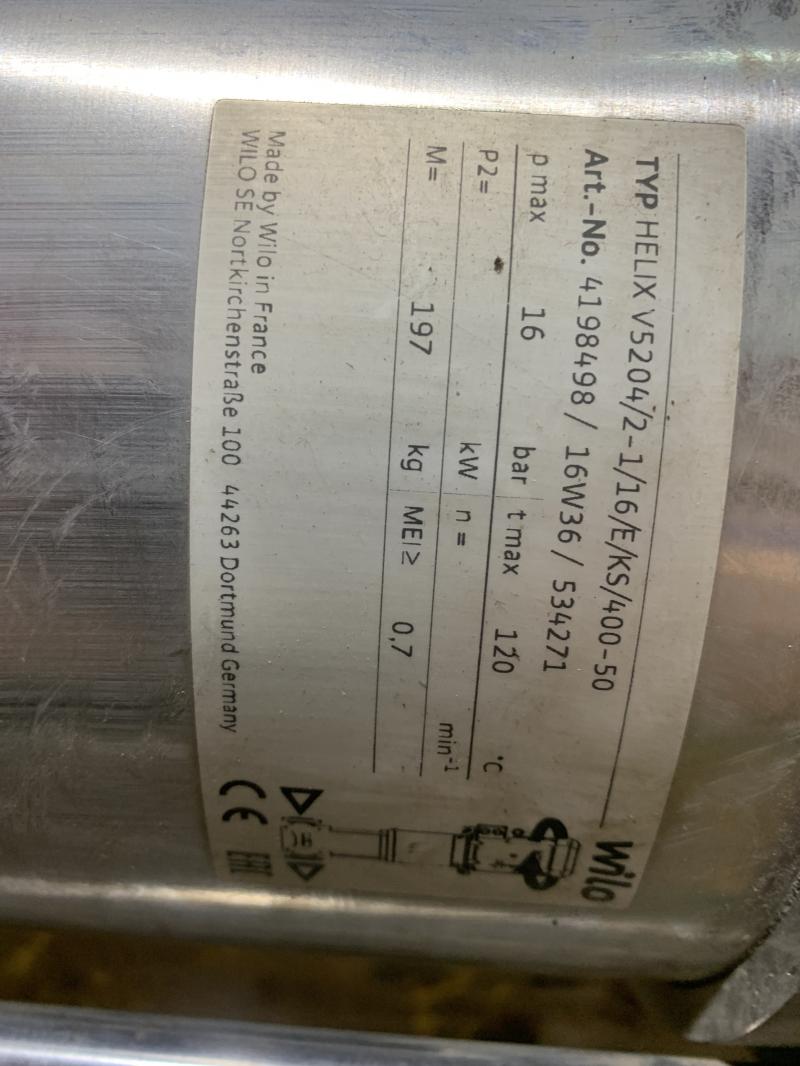 wilo
TYP HELIX V5204/2-1/16/E/KS/400-50
Art.-No. 4198498 / 16W36 / 534271
p max 16 bar t max 120 °C
P2= kW n = min-1
M= 197 kg MEI≥ 0,7
Made by Wilo in France
WILO SE Nortkirchenstraße 100 44263 Dortmund Germany
CE EAC